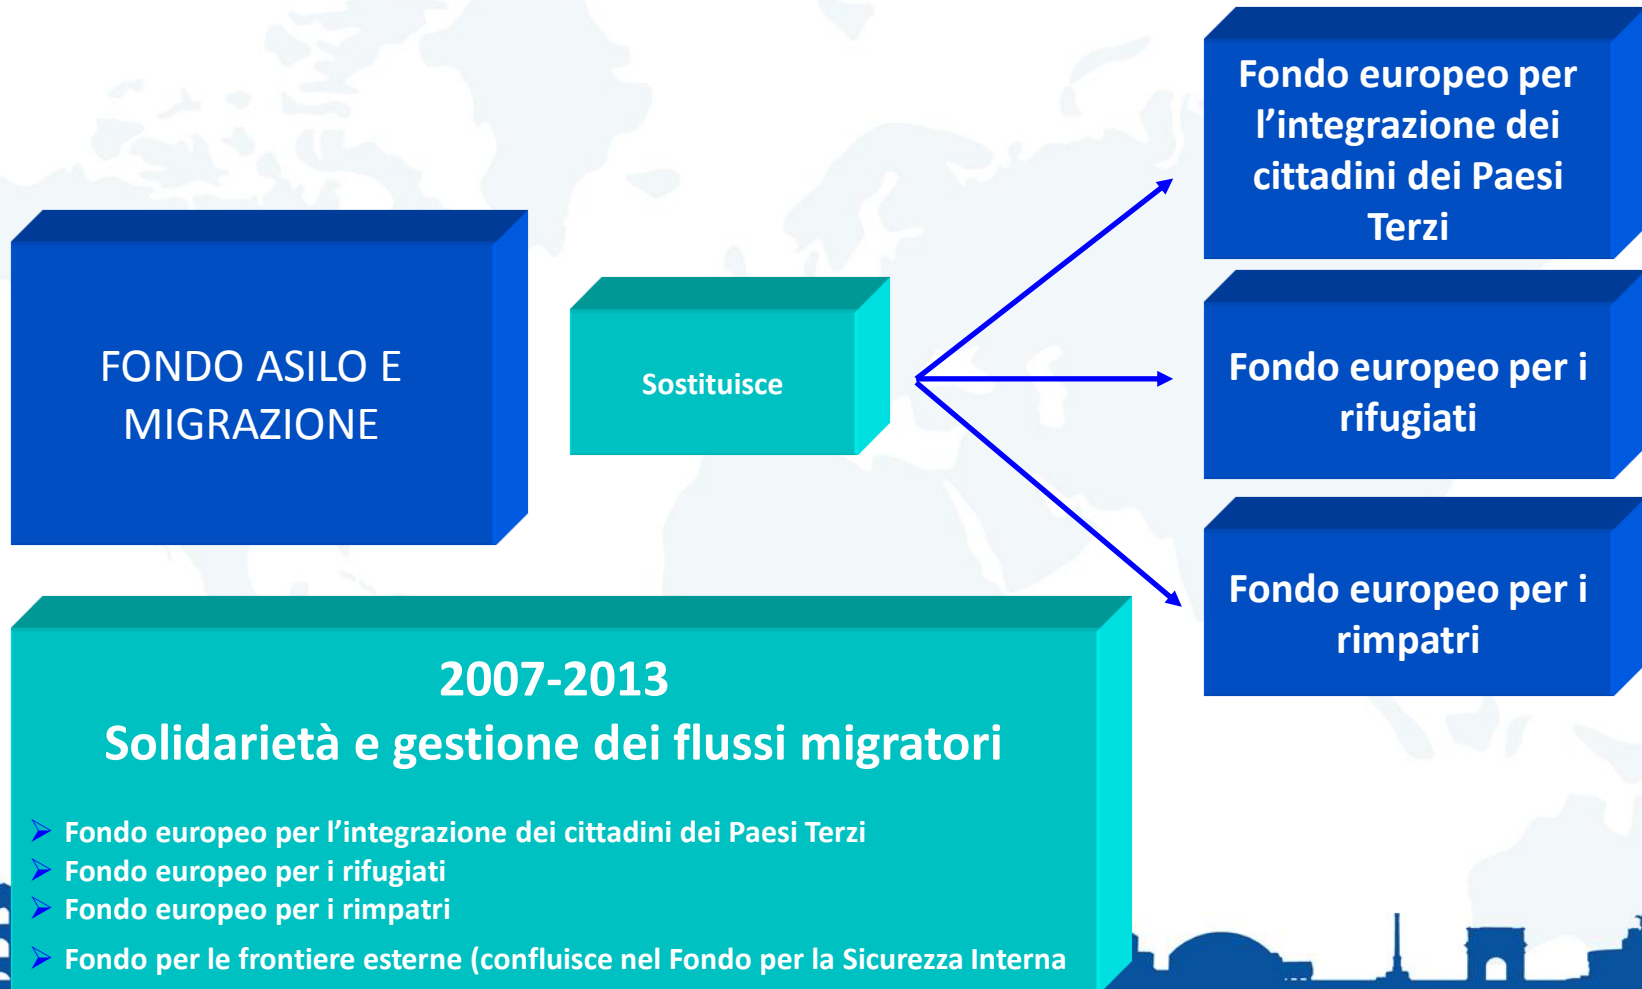 FONDO ASILO E
MIGRAZIONE
Sostituisce
Fondo europeo per
l’integrazione dei
cittadini dei Paesi
Terzi
Fondo europeo per i
rifugiati
Fondo europeo per i
rimpatri
2007-2013
Solidarietà e gestione dei flussi migratori
Fondo europeo per l’integrazione dei cittadini dei Paesi Terzi
Fondo europeo per i rifugiati
Fondo europeo per i rimpatri
Fondo per le frontiere esterne (confluisce nel Fondo per la Sicurezza Interna